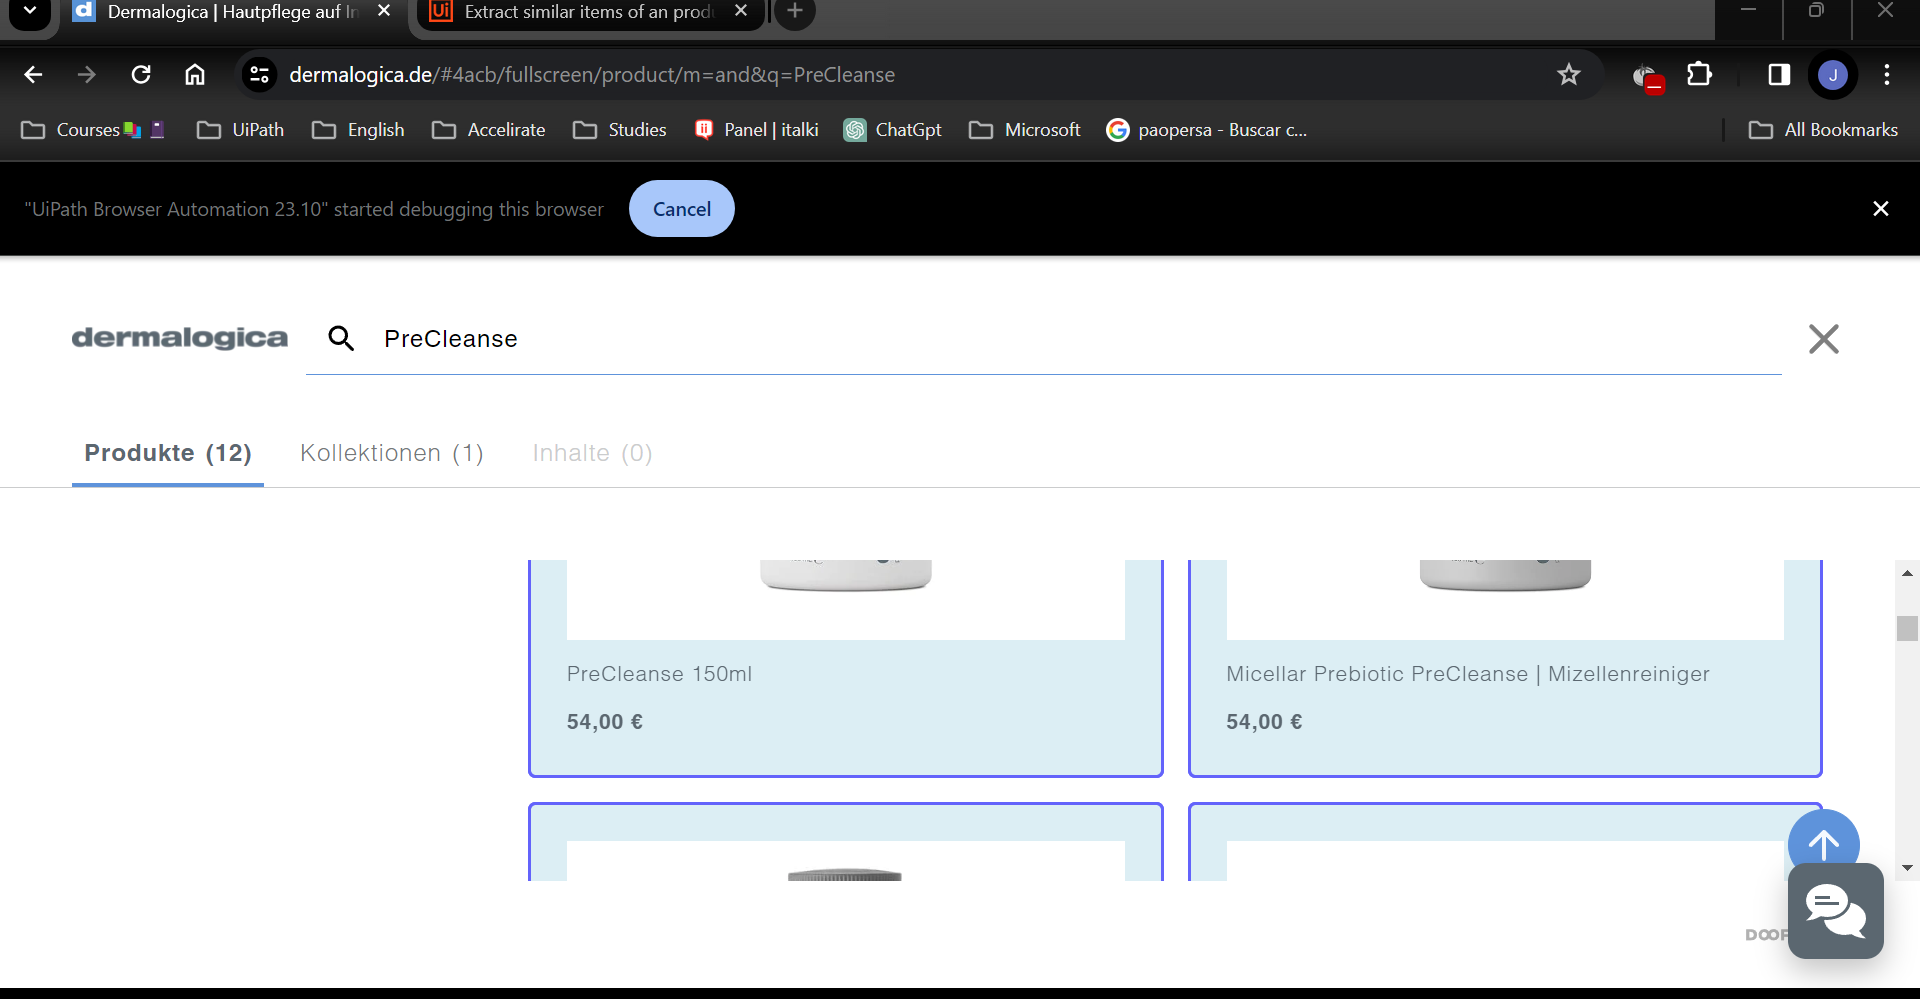 Dermalogica | Hautpflege auf In
Extract similar items of an produ
dermalogica.de/#4acb/fullscreen/product/m=and&q=PreCleanse
J
Courses
UiPath
English
Accelirate
Studies
Panel | italki
ChatGpt
Microsoft
paopersa - Buscar c...
All Bookmarks
"UiPath Browser Automation 23.10" started debugging this browser
Cancel
dermalogica
PreCleanse
Produkte (12)
Kollektionen (1)
Inhalte (0)
PreCleanse 150ml
54,00 €
Micellar Prebiotic PreCleanse | Mizellenreiniger
54,00 €
DOOF